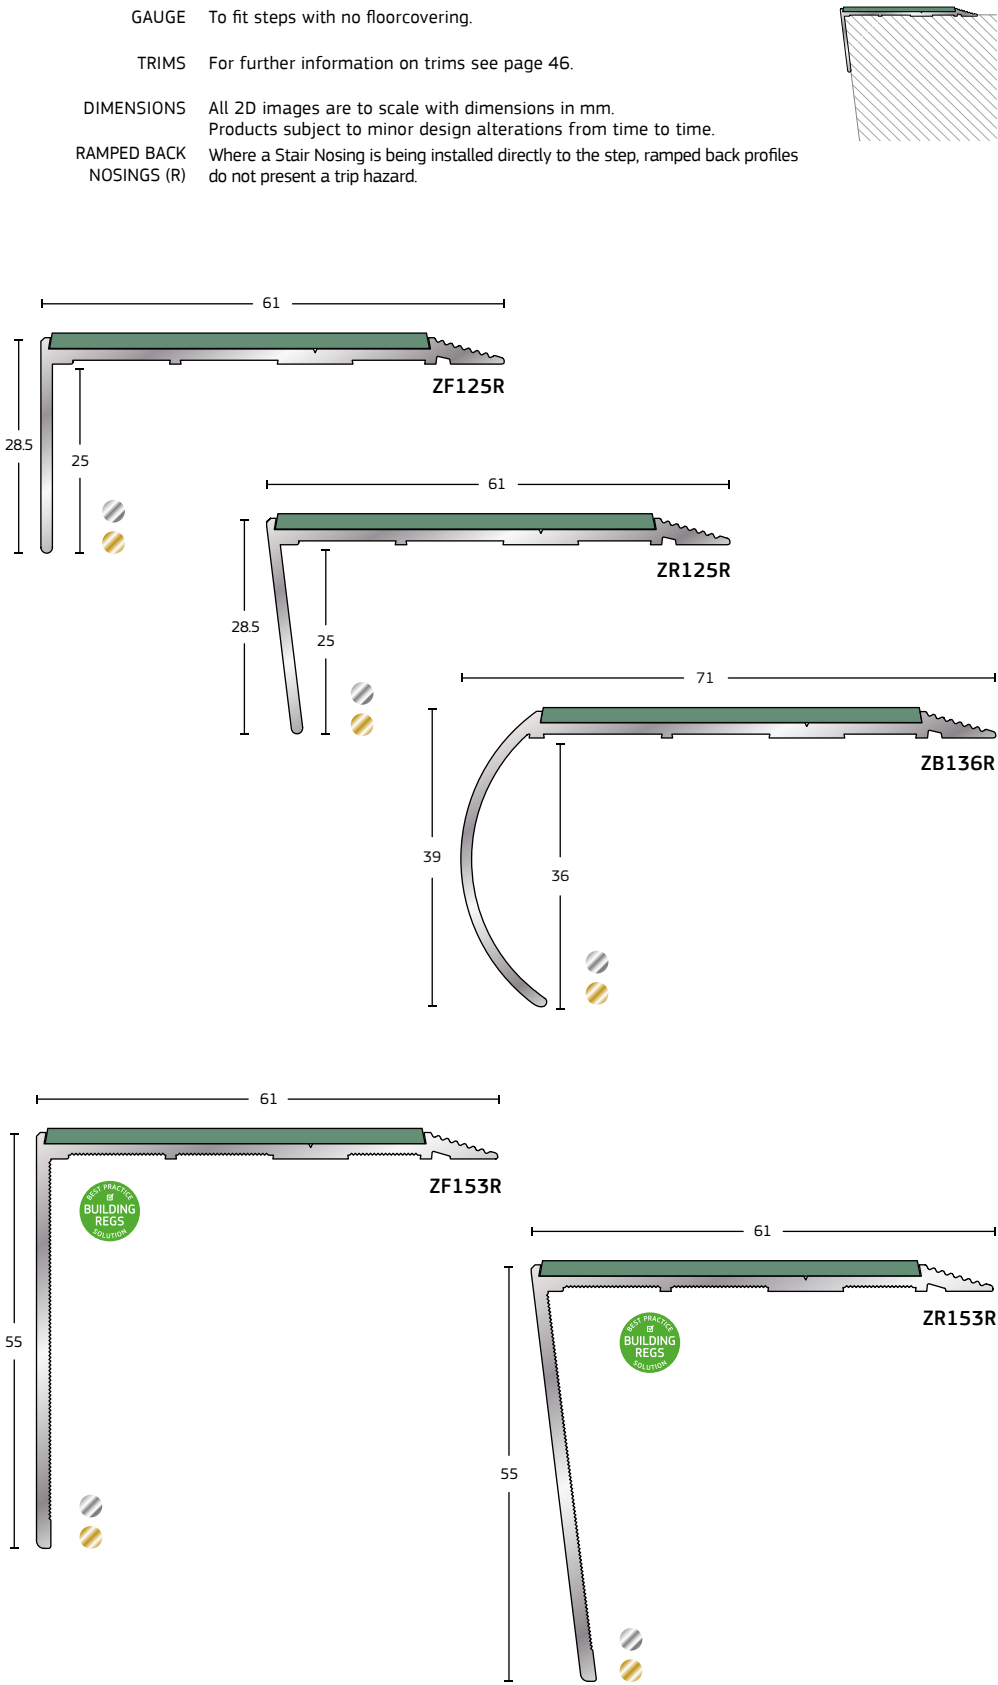 GAUGE To fit steps with no floorcovering.
TRIMS For further information on trims see page 46.
DIMENSIONS All 2D images are to scale with dimensions in mm.
Products subject to minor design alterations from time to time.
RAMPED BACK Where a Stair Nosing is being installed directly to the step, ramped back profiles
NOSINGS (R) do not present a trip hazard.
61
ZF125R
28.5
25
61
ZR125R
28.5
25
71
ZB136R
39
36
61
ZF153R
BEST PRACTICE
BUILDING
REGS
SOLUTION
55
61
ZR153R
BEST PRACTICE
BUILDING
REGS
SOLUTION
55